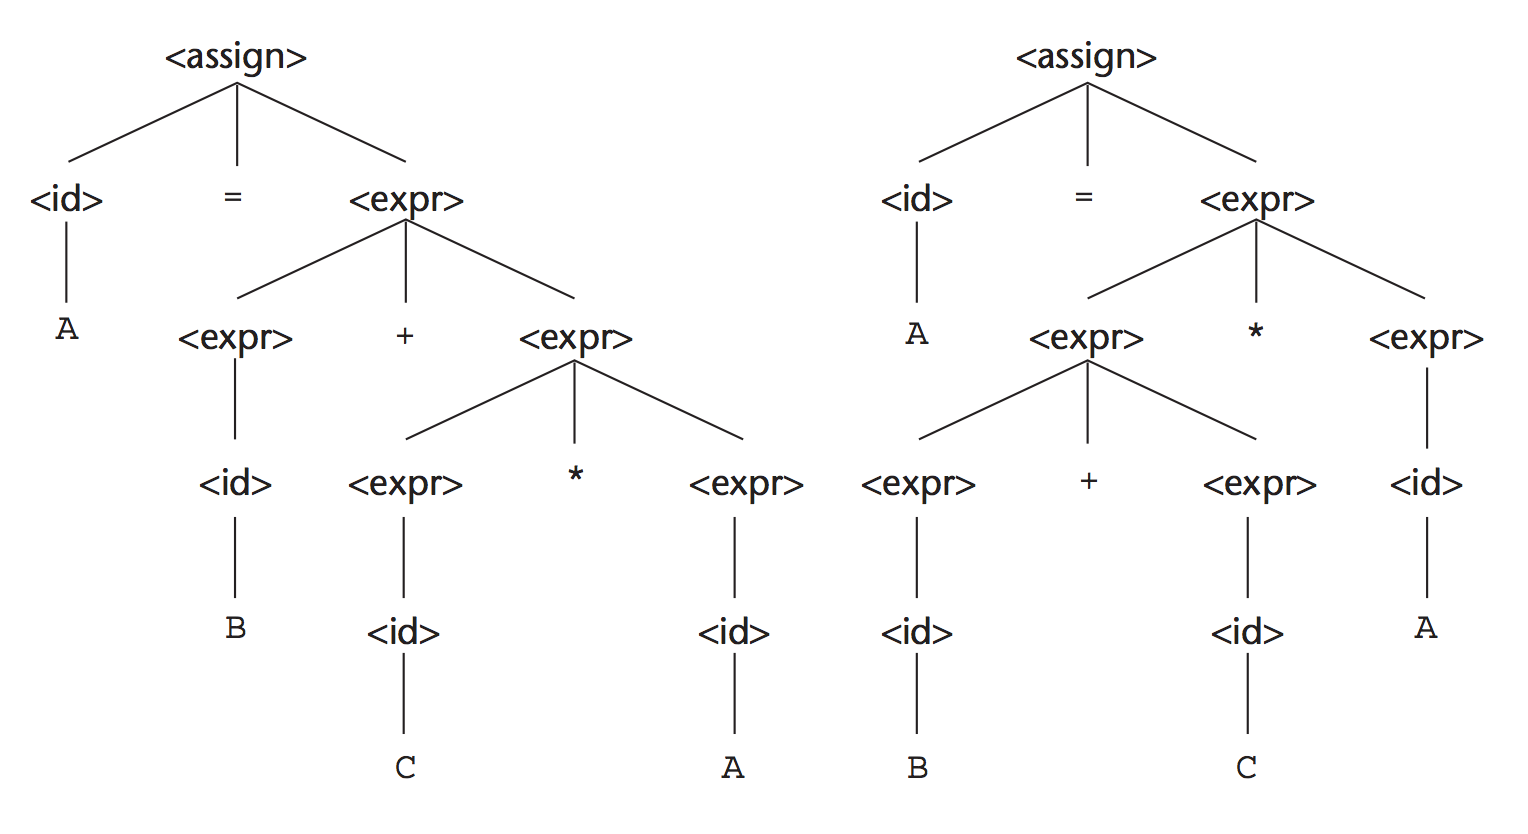 <assign> <assign>
<id> = <expr> <id> = <expr>
A <expr> + <expr> A <expr> * <expr>
<id> <expr> * <expr> <expr> + <expr> <id>
B <id> <id> <id> <id> A
C A B C